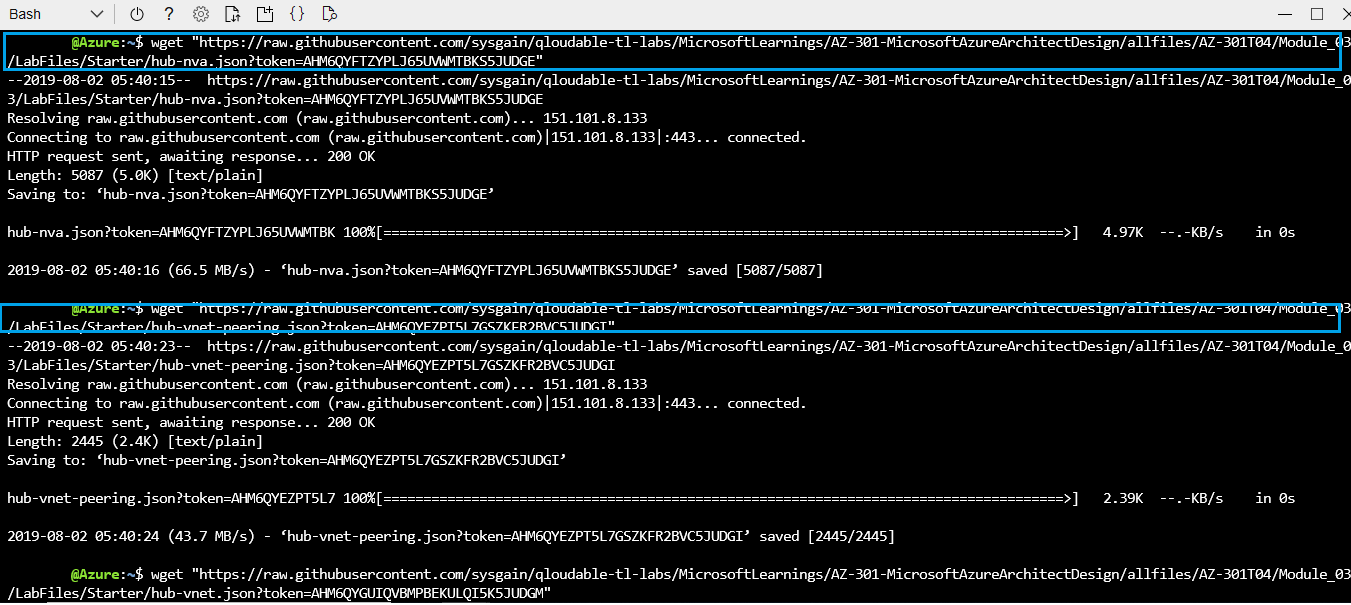 Bash
@Azure:~$ wget "https://raw.githubusercontent.com/sysgain/qloudable-tl-labs/MicrosoftLearnings/AZ-301-MicrosoftAzureArchitectDesign/allfiles/AZ-301T04/Module_03
/LabFiles/Starter/hub-nva.json?token=AHM6QYFTZYPLJ65UVWMTBKS5JUDGE"
--2019-08-02 05:40:15--  https://raw.githubusercontent.com/sysgain/qloudable-tl-labs/MicrosoftLearnings/AZ-301-MicrosoftAzureArchitectDesign/allfiles/AZ-301T04/Module_0
3/LabFiles/Starter/hub-nva.json?token=AHM6QYFTZYPLJ65UVWMTBKS5JUDGE
Resolving raw.githubusercontent.com (raw.githubusercontent.com)... 151.101.8.133
Connecting to raw.githubusercontent.com (raw.githubusercontent.com)|151.101.8.133|:443... connected.
HTTP request sent, awaiting response... 200 OK
Length: 5087 (5.0K) [text/plain]
Saving to: ‘hub-nva.json?token=AHM6QYFTZYPLJ65UVWMTBKS5JUDGE’
hub-nva.json?token=AHM6QYFTZYPLJ65UVWMTBK 100%[=====================================================================================>]   4.97K  --.-KB/s    in 0s
2019-08-02 05:40:16 (66.5 MB/s) - ‘hub-nva.json?token=AHM6QYFTZYPLJ65UVWMTBKS5JUDGE’ saved [5087/5087]
@Azure:~$ wget "https://raw.githubusercontent.com/sysgain/qloudable-tl-labs/MicrosoftLearnings/AZ-301-MicrosoftAzureArchitectDesign/allfiles/AZ-301T04/Module_03
/LabFiles/Starter/hub-vnet-peering.json?token=AHM6QYEZPT5L7GSZKFR2BVC5JUDGI"
--2019-08-02 05:40:23--  https://raw.githubusercontent.com/sysgain/qloudable-tl-labs/MicrosoftLearnings/AZ-301-MicrosoftAzureArchitectDesign/allfiles/AZ-301T04/Module_0
3/LabFiles/Starter/hub-vnet-peering.json?token=AHM6QYEZPT5L7GSZKFR2BVC5JUDGI
Resolving raw.githubusercontent.com (raw.githubusercontent.com)... 151.101.8.133
Connecting to raw.githubusercontent.com (raw.githubusercontent.com)|151.101.8.133|:443... connected.
HTTP request sent, awaiting response... 200 OK
Length: 2445 (2.4K) [text/plain]
Saving to: ‘hub-vnet-peering.json?token=AHM6QYEZPT5L7GSZKFR2BVC5JUDGI’
hub-vnet-peering.json?token=AHM6QYEZPT5L7 100%[=====================================================================================>]   2.39K  --.-KB/s    in 0s
2019-08-02 05:40:24 (43.7 MB/s) - ‘hub-vnet-peering.json?token=AHM6QYEZPT5L7GSZKFR2BVC5JUDGI’ saved [2445/2445]
@Azure:~$ wget "https://raw.githubusercontent.com/sysgain/qloudable-tl-labs/MicrosoftLearnings/AZ-301-MicrosoftAzureArchitectDesign/allfiles/AZ-301T04/Module_03
/LabFiles/Starter/hub-vnet.json?token=AHM6QYGUIQVBMPBEKULQI5K5JUDGM"